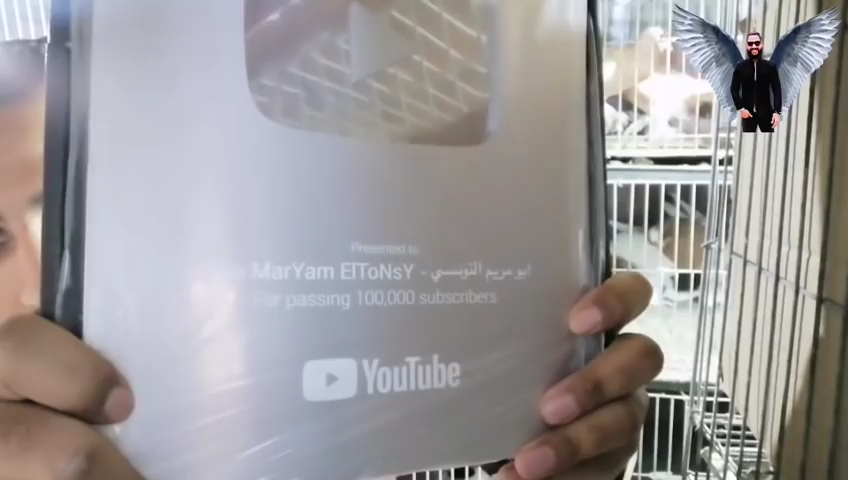 Presented to
MarYam ElToNsY - ابو مريم التونسي
For passing 100,000 subscribers
YouTube